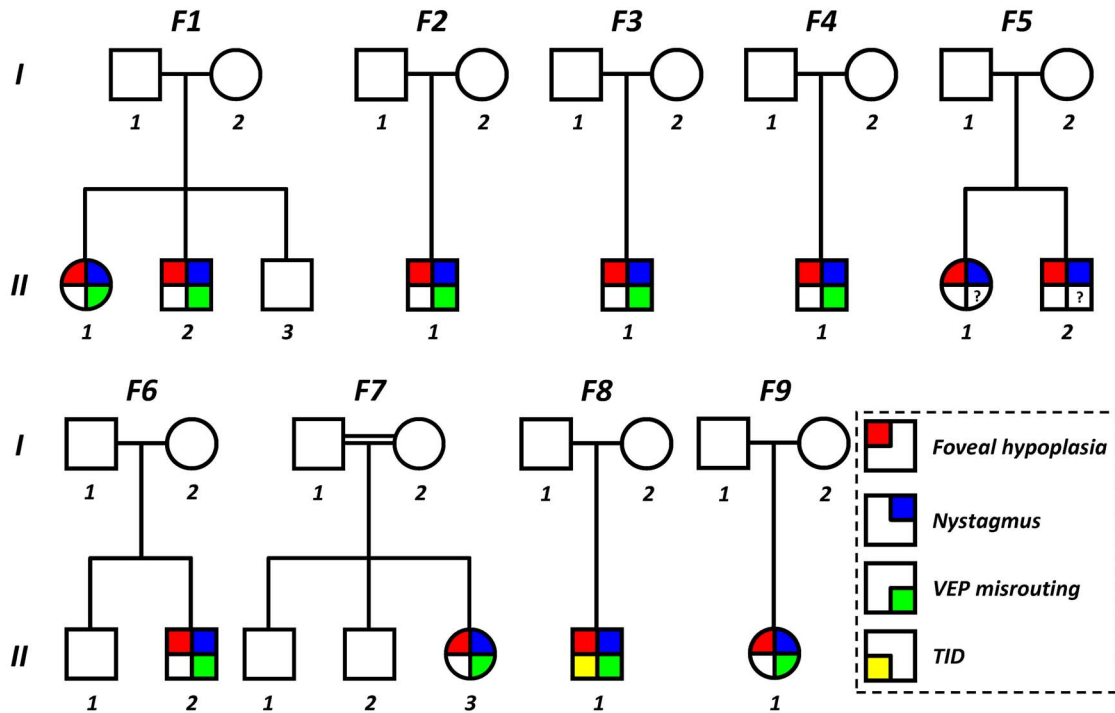 F1 F2 F3 F4 F5
I
1 2 1 2 1 2 1 2 1 2
II
? ?
1 2 3 1 1 1 1 2
F6 F7 F8 F9
I
Foveal hypoplasia
1 2 1 2 1 2 1 2
Nystagmus
VEP misrouting
II
TID
1 2 1 2 3 1 1